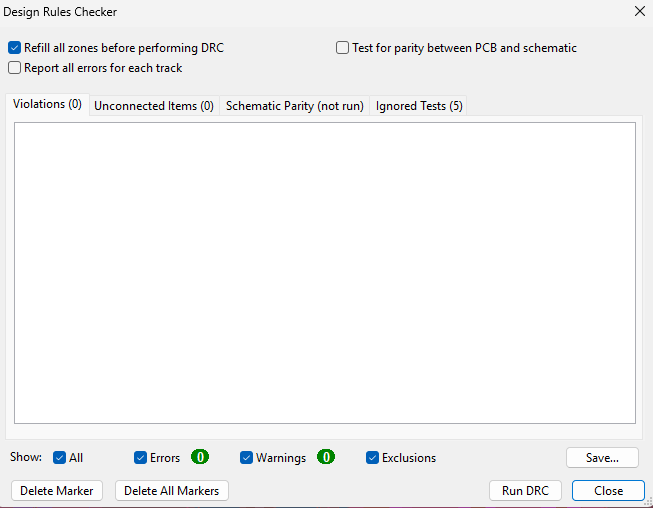 Design Rules Checker
Refill all zones before performing DRC
Test for parity between PCB and schematic
Report all errors for each track
Violations (0)
Unconnected Items (0)
Schematic Parity (not run)
Ignored Tests (5)
Show:
All
Errors
0
Warnings
0
Exclusions
Save...
Delete Marker
Delete All Markers
Run DRC
Close